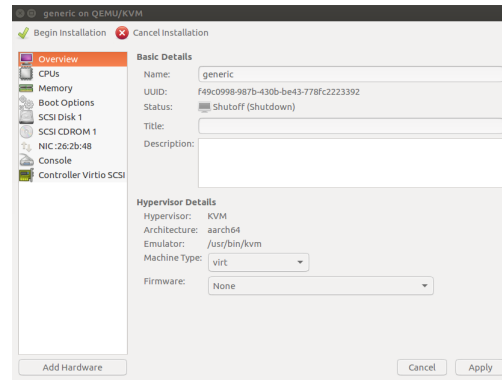 generic on QEMU/KVM
Begin Installation Cancel Installation
Overview
CPUs
Memory
Boot Options
SCSI Disk 1
SCSI CDROM 1
NIC :26:2b:48
Console
Controller Virtio SCSI
Add Hardware
Basic Details
Name: generic
UUID: f49c0998-987b-430b-be43-778fc2223392
Status: Shutoff (Shutdown)
Title:
Description:
Hypervisor Details
Hypervisor: KVM
Architecture: aarch64
Emulator: /usr/bin/kvm
Machine Type: virt
Firmware: None
Cancel Apply